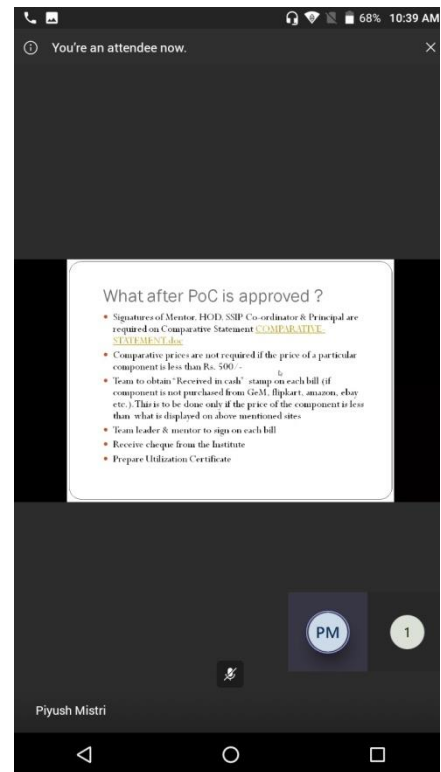 68% 10:39 AM
You're an attendee now.
What after PoC is approved ?
Signatures of Mentor, HOD, SSIP Co-ordinator & Principal are
required on Comparative Statement COMPARATIVE-
STATEMENT.doc
Comparative prices are not required if the price of a particular
component is less than Rs. 500/-
Team to obtain "Received in cash" stamp on each bill (if
component is not purchased from GeM, flipkart, amazon, ebay
etc.).This is to be done only if the price of the component is less
than what is displayed on above mentioned sites
Team leader & mentor to sign on each bill
Receive cheque from the Institute
Prepare Utilization Certificate
PM
1
Piyush Mistri